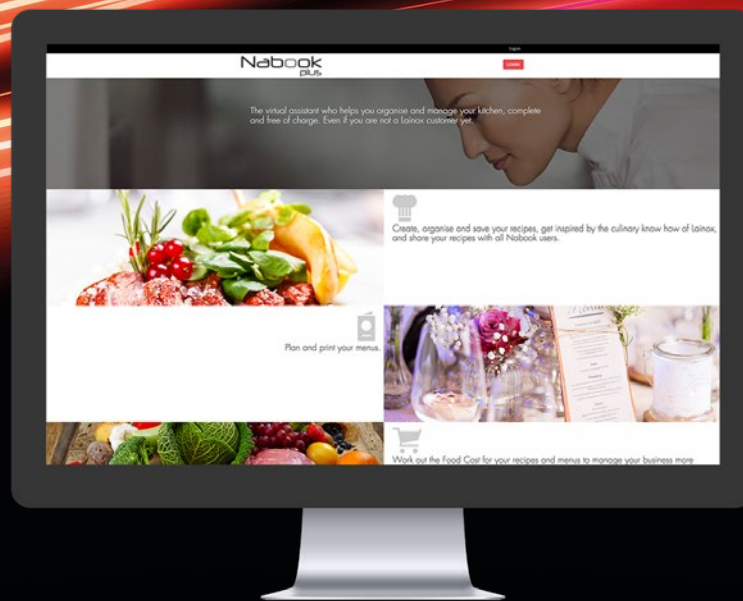 English
Nabook
plus
LOGIN
The virtual assistant who helps you organise and manage your kitchen, complete
and free of charge. Even if you are not a Lainox customer yet.
Create, organise and save your recipes, get inspired by the culinary know how of Lainox,
and share your recipes with all Nabook users.
Plan and print your menus.
Menu
Work out the Food Cost for your recipes and menus to manage your business more